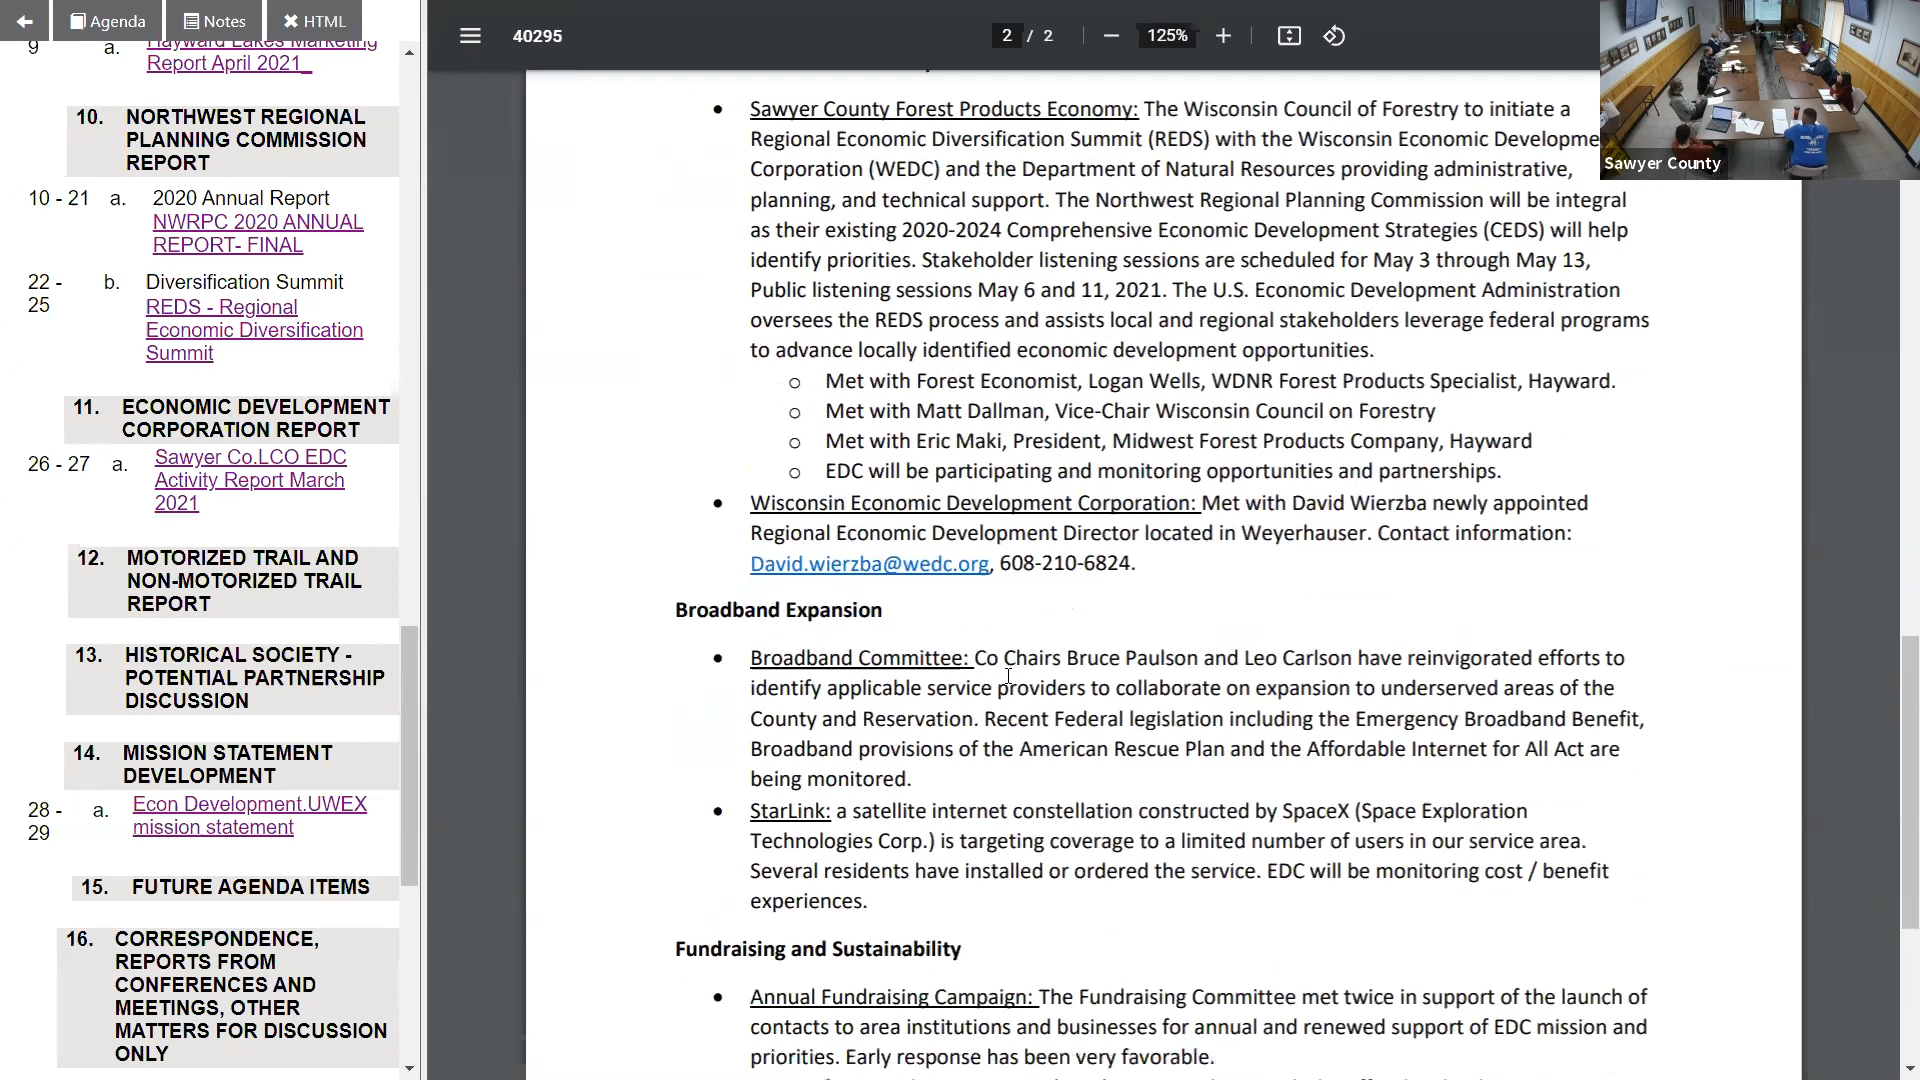 Agenda
Notes
HTML
9 a. Hayward Lakes Marketing
Report April 2021_
10. NORTHWEST REGIONAL
PLANNING COMMISSION
REPORT
10 - 21 a. 2020 Annual Report
NWRPC 2020 ANNUAL
REPORT- FINAL
22 - b. Diversification Summit
25 REDS - Regional
Economic Diversification
Summit
11. ECONOMIC DEVELOPMENT
CORPORATION REPORT
26 - 27 a. Sawyer Co.LCO EDC
Activity Report March
2021
12. MOTORIZED TRAIL AND
NON-MOTORIZED TRAIL
REPORT
13. HISTORICAL SOCIETY -
POTENTIAL PARTNERSHIP
DISCUSSION
14. MISSION STATEMENT
DEVELOPMENT
28 - a. Econ Development.UWEX
29 mission statement
15. FUTURE AGENDA ITEMS
16. CORRESPONDENCE,
REPORTS FROM
CONFERENCES AND
MEETINGS, OTHER
MATTERS FOR DISCUSSION
ONLY
40295
2 / 2
125%
Sawyer County
• Sawyer County Forest Products Economy: The Wisconsin Council of Forestry to initiate a
Regional Economic Diversification Summit (REDS) with the Wisconsin Economic Developme
Corporation (WEDC) and the Department of Natural Resources providing administrative,
planning, and technical support. The Northwest Regional Planning Commission will be integral
as their existing 2020-2024 Comprehensive Economic Development Strategies (CEDS) will help
identify priorities. Stakeholder listening sessions are scheduled for May 3 through May 13,
Public listening sessions May 6 and 11, 2021. The U.S. Economic Development Administration
oversees the REDS process and assists local and regional stakeholders leverage federal programs
to advance locally identified economic development opportunities.
o Met with Forest Economist, Logan Wells, WDNR Forest Products Specialist, Hayward.
o Met with Matt Dallman, Vice-Chair Wisconsin Council on Forestry
o Met with Eric Maki, President, Midwest Forest Products Company, Hayward
o EDC will be participating and monitoring opportunities and partnerships.
• Wisconsin Economic Development Corporation: Met with David Wierzba newly appointed
Regional Economic Development Director located in Weyerhauser. Contact information:
David.wierzba@wedc.org, 608-210-6824.
Broadband Expansion
• Broadband Committee: Co Chairs Bruce Paulson and Leo Carlson have reinvigorated efforts to
identify applicable service providers to collaborate on expansion to underserved areas of the
County and Reservation. Recent Federal legislation including the Emergency Broadband Benefit,
Broadband provisions of the American Rescue Plan and the Affordable Internet for All Act are
being monitored.
• StarLink: a satellite internet constellation constructed by SpaceX (Space Exploration
Technologies Corp.) is targeting coverage to a limited number of users in our service area.
Several residents have installed or ordered the service. EDC will be monitoring cost / benefit
experiences.
Fundraising and Sustainability
• Annual Fundraising Campaign: The Fundraising Committee met twice in support of the launch of
contacts to area institutions and businesses for annual and renewed support of EDC mission and
priorities. Early response has been very favorable.